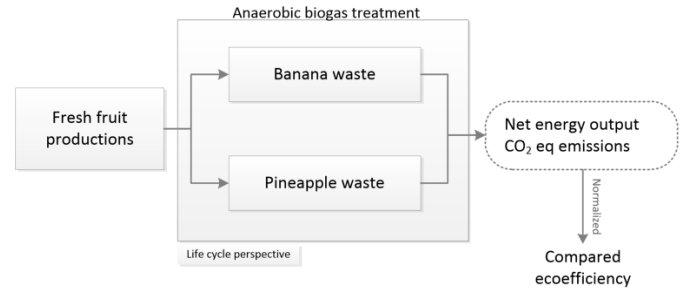 Anaerobic biogas treatment
Banana waste
Fresh fruit
productions
Pineapple waste
Net energy output
CO₂ eq emissions
Life cycle perspective
Normalized
Compared
ecoefficiency